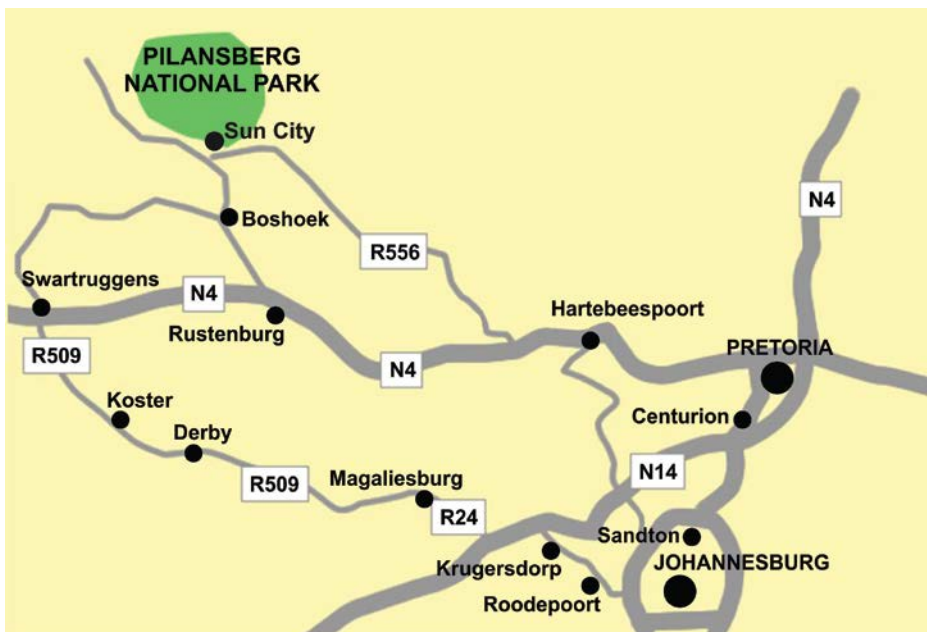 PILANSBERG
NATIONAL PARK
Sun City
N4
Boshoek
R556
Swartruggens
N4
Hartebeespoort
Rustenburg
PRETORIA
R509
N4
Koster
Centurion
Derby
N14
Magaliesburg
R509
R24
Sandton
Krugersdorp
JOHANNESBURG
Roodepoort